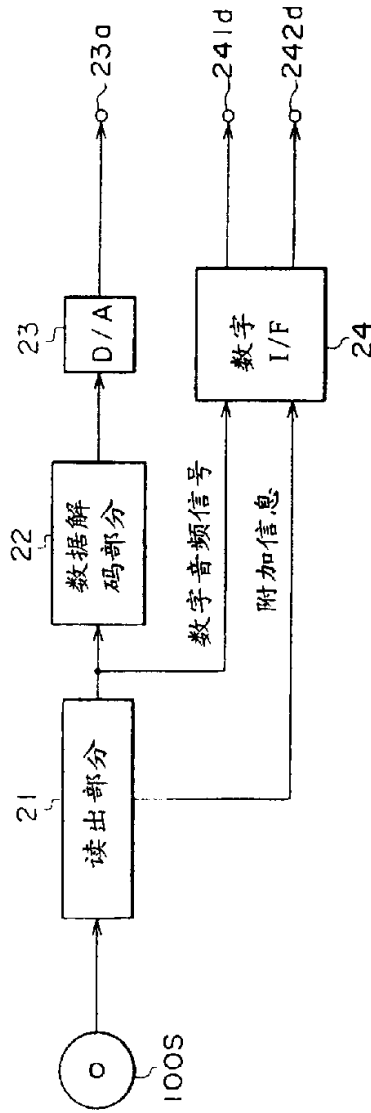 100S
21
读出部分
22
数据解
码部分
23
D/A
23a
数字音频信号
附加信息
数字
I/F
24
241d
242d